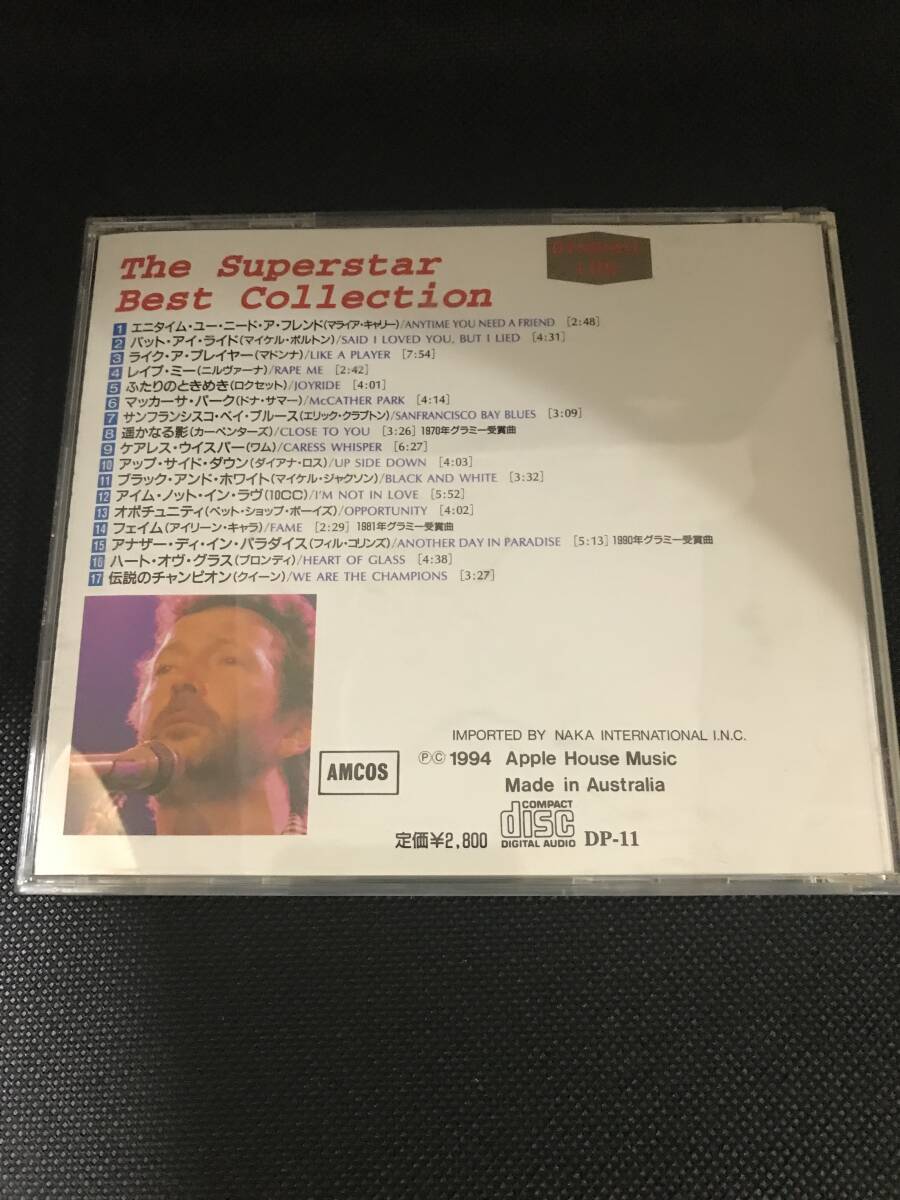 The Superstar
Best Collection
1 エニタイム・ユー・ニード・ア・フレンド(マライア・キャリー)/ANYTIME YOU NEED A FRIEND [2:48]
2 バット・アイ・ライド(マイケル・ボルトン)/SAID I LOVED YOU, BUT I LIED [4:31]
3 ライク・ア・プレイヤー(マドンナ)/LIKE A PLAYER [7:54]
4 レイプ・ミー(ニルヴァーナ)/RAPE ME [2:42]
5 ふたりのときめき(ロクセット)/JOYRIDE [4:01]
6 マッカーサ・パーク(ドナ・サマー)/McCATHER PARK [4:14]
7 サンフランシスコ・ベイ・ブルース(エリック・クラプトン)/SANFRANCISCO BAY BLUES [3:09]
8 遥かなる影(カーペンターズ)/CLOSE TO YOU [3:26] 1970年グラミー受賞曲
9 ケアレス・ウイスパー(ワム)/CARESS WHISPER [6:27]
10 アップ・サイド・ダウン(ダイアナ・ロス)/UP SIDE DOWN [4:03]
11 ブラック・アンド・ホワイト(マイケル・ジャクソン)/BLACK AND WHITE [3:32]
12 アイム・ノット・イン・ラヴ(10CC)/I'M NOT IN LOVE [5:52]
13 オポチュニティ(ペット・ショップ・ボーイズ)/OPPORTUNITY [4:02]
14 フェイム(アイリーン・キャラ)/FAME [2:29] 1981年グラミー受賞曲
15 アナザー・ディ・イン・パラダイス(フィル・コリンズ)/ANOTHER DAY IN PARADISE [5:13] 1990年グラミー受賞曲
16 ハート・オヴ・グラス(ブロンディ)/HEART OF GLASS [4:38]
17 伝説のチャンピオン(クイーン)/WE ARE THE CHAMPIONS [3:27]
IMPORTED BY NAKA INTERNATIONAL I.N.C.
AMCOS
ⓅⒸ 1994 Apple House Music
Made in Australia
定価¥2,800
COMPACT
disc
DIGITAL AUDIO
DP-11